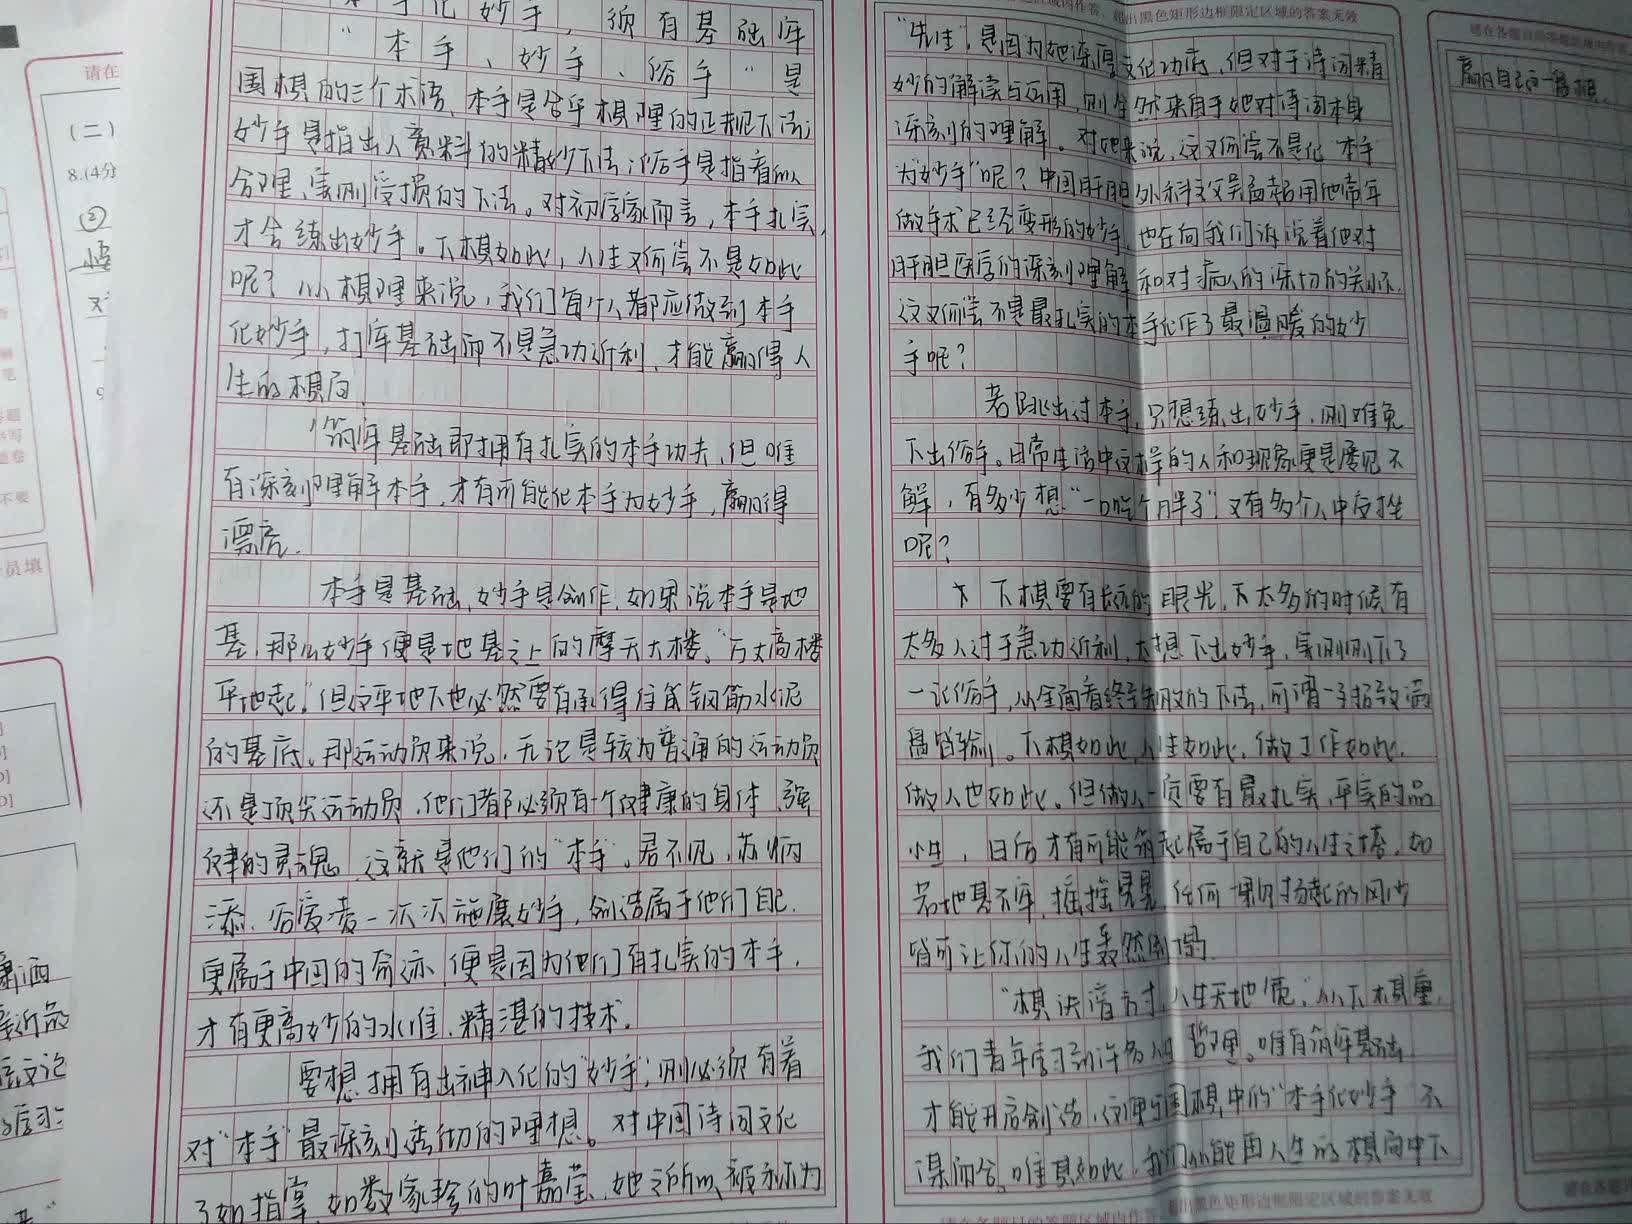 本手化妙手，须有基础牢
“本手、妙手、俗手”是
围棋的三个术语，本手是合乎棋理的正规下法；
妙手是指出人意料的精妙下法；俗手是指看似
合理，实则受损的下法。对初学家而言，本手扎实，
才会练出妙手。下棋如此，人生又何尝不是如此
呢？从棋理来说，我们每个人都应做到本手
化妙手，打牢基础而不是急功近利，才能赢得人
生的棋局。
筑牢基础即拥有扎实的本手功夫，但唯
有深刻理解本手，才有可能化本手为妙手，赢得
漂亮。
本手是基础，妙手是创作，如果说本手是地
基，那么妙手便是地基之上的摩天大楼。“万丈高楼
平地起。”但这平地下也必然要有承得住的钢筋水泥
的基底。那运动员来说，无论是较为普通的运动员
还是顶尖运动员，他们都必须有一个健康的身体、强
健的灵魂，这就是他们的“本手”。君不见，苏炳
添、谷爱凌一次次施展妙手，创造属于他们自己，
更属于中国的奇迹，便是因为他们有扎实的本手，
才有更高妙的水准、精湛的技术。
要想拥有出神入化的“妙手”，则必须有着
对“本手”最深刻透彻的理想。对中国诗词文化
了如指掌，如数家珍的叶嘉莹，她之所以被称为
“先生”，是因为她深厚文化功底，但对于诗词精
妙的解读与运用，则全然来自于她对诗词本身
深刻的理解。对她来说，这又何尝不是化“本手”
为“妙手”呢？中国肝胆外科之父吴孟超用他常年
做手术已经变形的妙手，也在向我们诉说着他对
肝胆医学的深刻理解和对病人的深切的关怀，
这又何尝不是最扎实的本手化作了最温暖的妙
手呢？
若跳出过本手，只想练出妙手，则难免
下出俗手。日常生活中这样的人和现象更是屡见不
鲜，有多少想“一口吃个胖子”，又有多个人中反挫
呢？
下棋要有长远的眼光，下太多的时候有
太多人过于急功近利，太想下出妙手，实则则下了
一记俗手，从全面看终至失败的下法，可谓一子招致满
盘皆输。下棋如此，人生如此，做工作如此，
做人也如此。但做人一定要有最扎实、平实的品
性，日后才有可能筑起属于自己的人生之塔，如
若地基不牢，摇摇晃晃，任何一阵风扬起的风沙
皆可让你的人生轰然倒塌。
“棋诀落方寸，人生天地宽”，从下棋里，
我们青年学到许多的哲理。唯有筑牢基础
才能开启创造，这便与围棋中的“本手化妙手”不
谋而合。唯其如此，我们从能由人生的棋局中下
赢自己的一盘棋。
请在
（二）
8.(4分
②